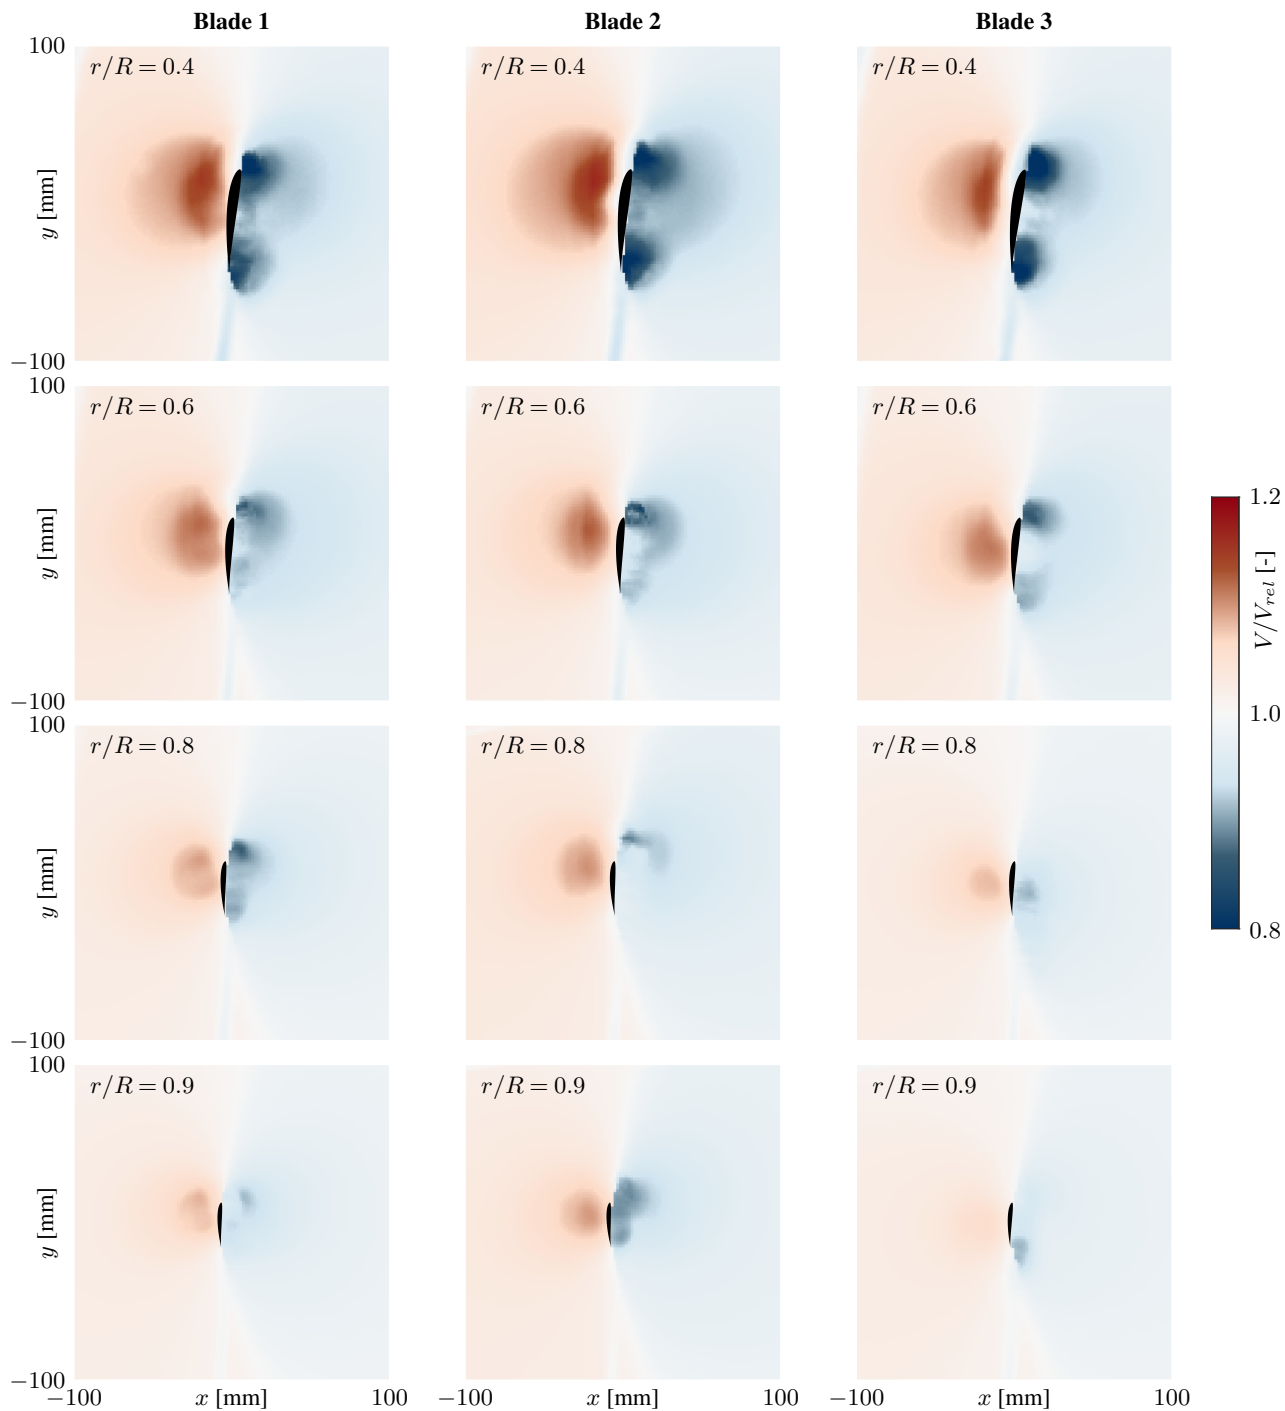 Blade 1 Blade 2 Blade 3
100
r/R = 0.4 r/R = 0.4 r/R = 0.4
y [mm]
−100
100
r/R = 0.6 r/R = 0.6 r/R = 0.6
y [mm]
1.2
V/V_rel [-]
1.0
0.8
−100
100
r/R = 0.8 r/R = 0.8 r/R = 0.8
y [mm]
−100
100
r/R = 0.9 r/R = 0.9 r/R = 0.9
y [mm]
−100
−100 x [mm] 100 −100 x [mm] 100 −100 x [mm] 100